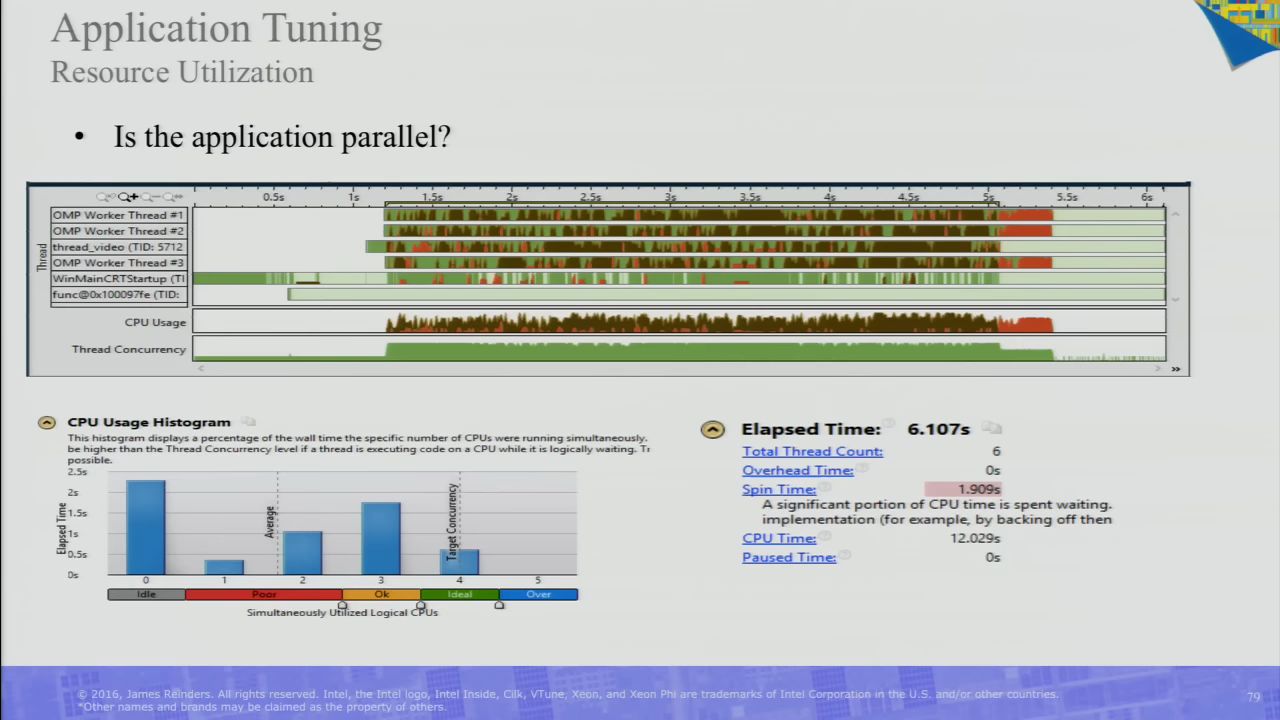 Application Tuning
Resource Utilization
• Is the application parallel?
0.5s 1s 1.5s 2s 2.5s 3s 3.5s 4s 4.5s 5s 5.5s 6s
Thread
OMP Worker Thread #1
OMP Worker Thread #2
thread_video (TID: 5712
OMP Worker Thread #3
WinMainCRTStartup (TI
func@0x100097fe (TID:
CPU Usage
Thread Concurrency
CPU Usage Histogram
This histogram displays a percentage of the wall time the specific number of CPUs were running simultaneously.
be higher than the Thread Concurrency level if a thread is executing code on a CPU while it is logically waiting. Tr
possible.
Elapsed Time
2.5s
2s
1.5s
1s
0.5s
0s
Average
Target Concurrency
0 1 2 3 4 5
Idle Poor Ok Ideal Over
Simultaneously Utilized Logical CPUs
Elapsed Time: 6.107s
Total Thread Count: 6
Overhead Time: 0s
Spin Time: 1.909s
A significant portion of CPU time is spent waiting.
implementation (for example, by backing off then
CPU Time: 12.029s
Paused Time: 0s
© 2016, James Reinders. All rights reserved. Intel, the Intel logo, Intel Inside, Cilk, VTune, Xeon, and Xeon Phi are trademarks of Intel Corporation in the U.S. and/or other countries.
*Other names and brands may be claimed as the property of others.
79